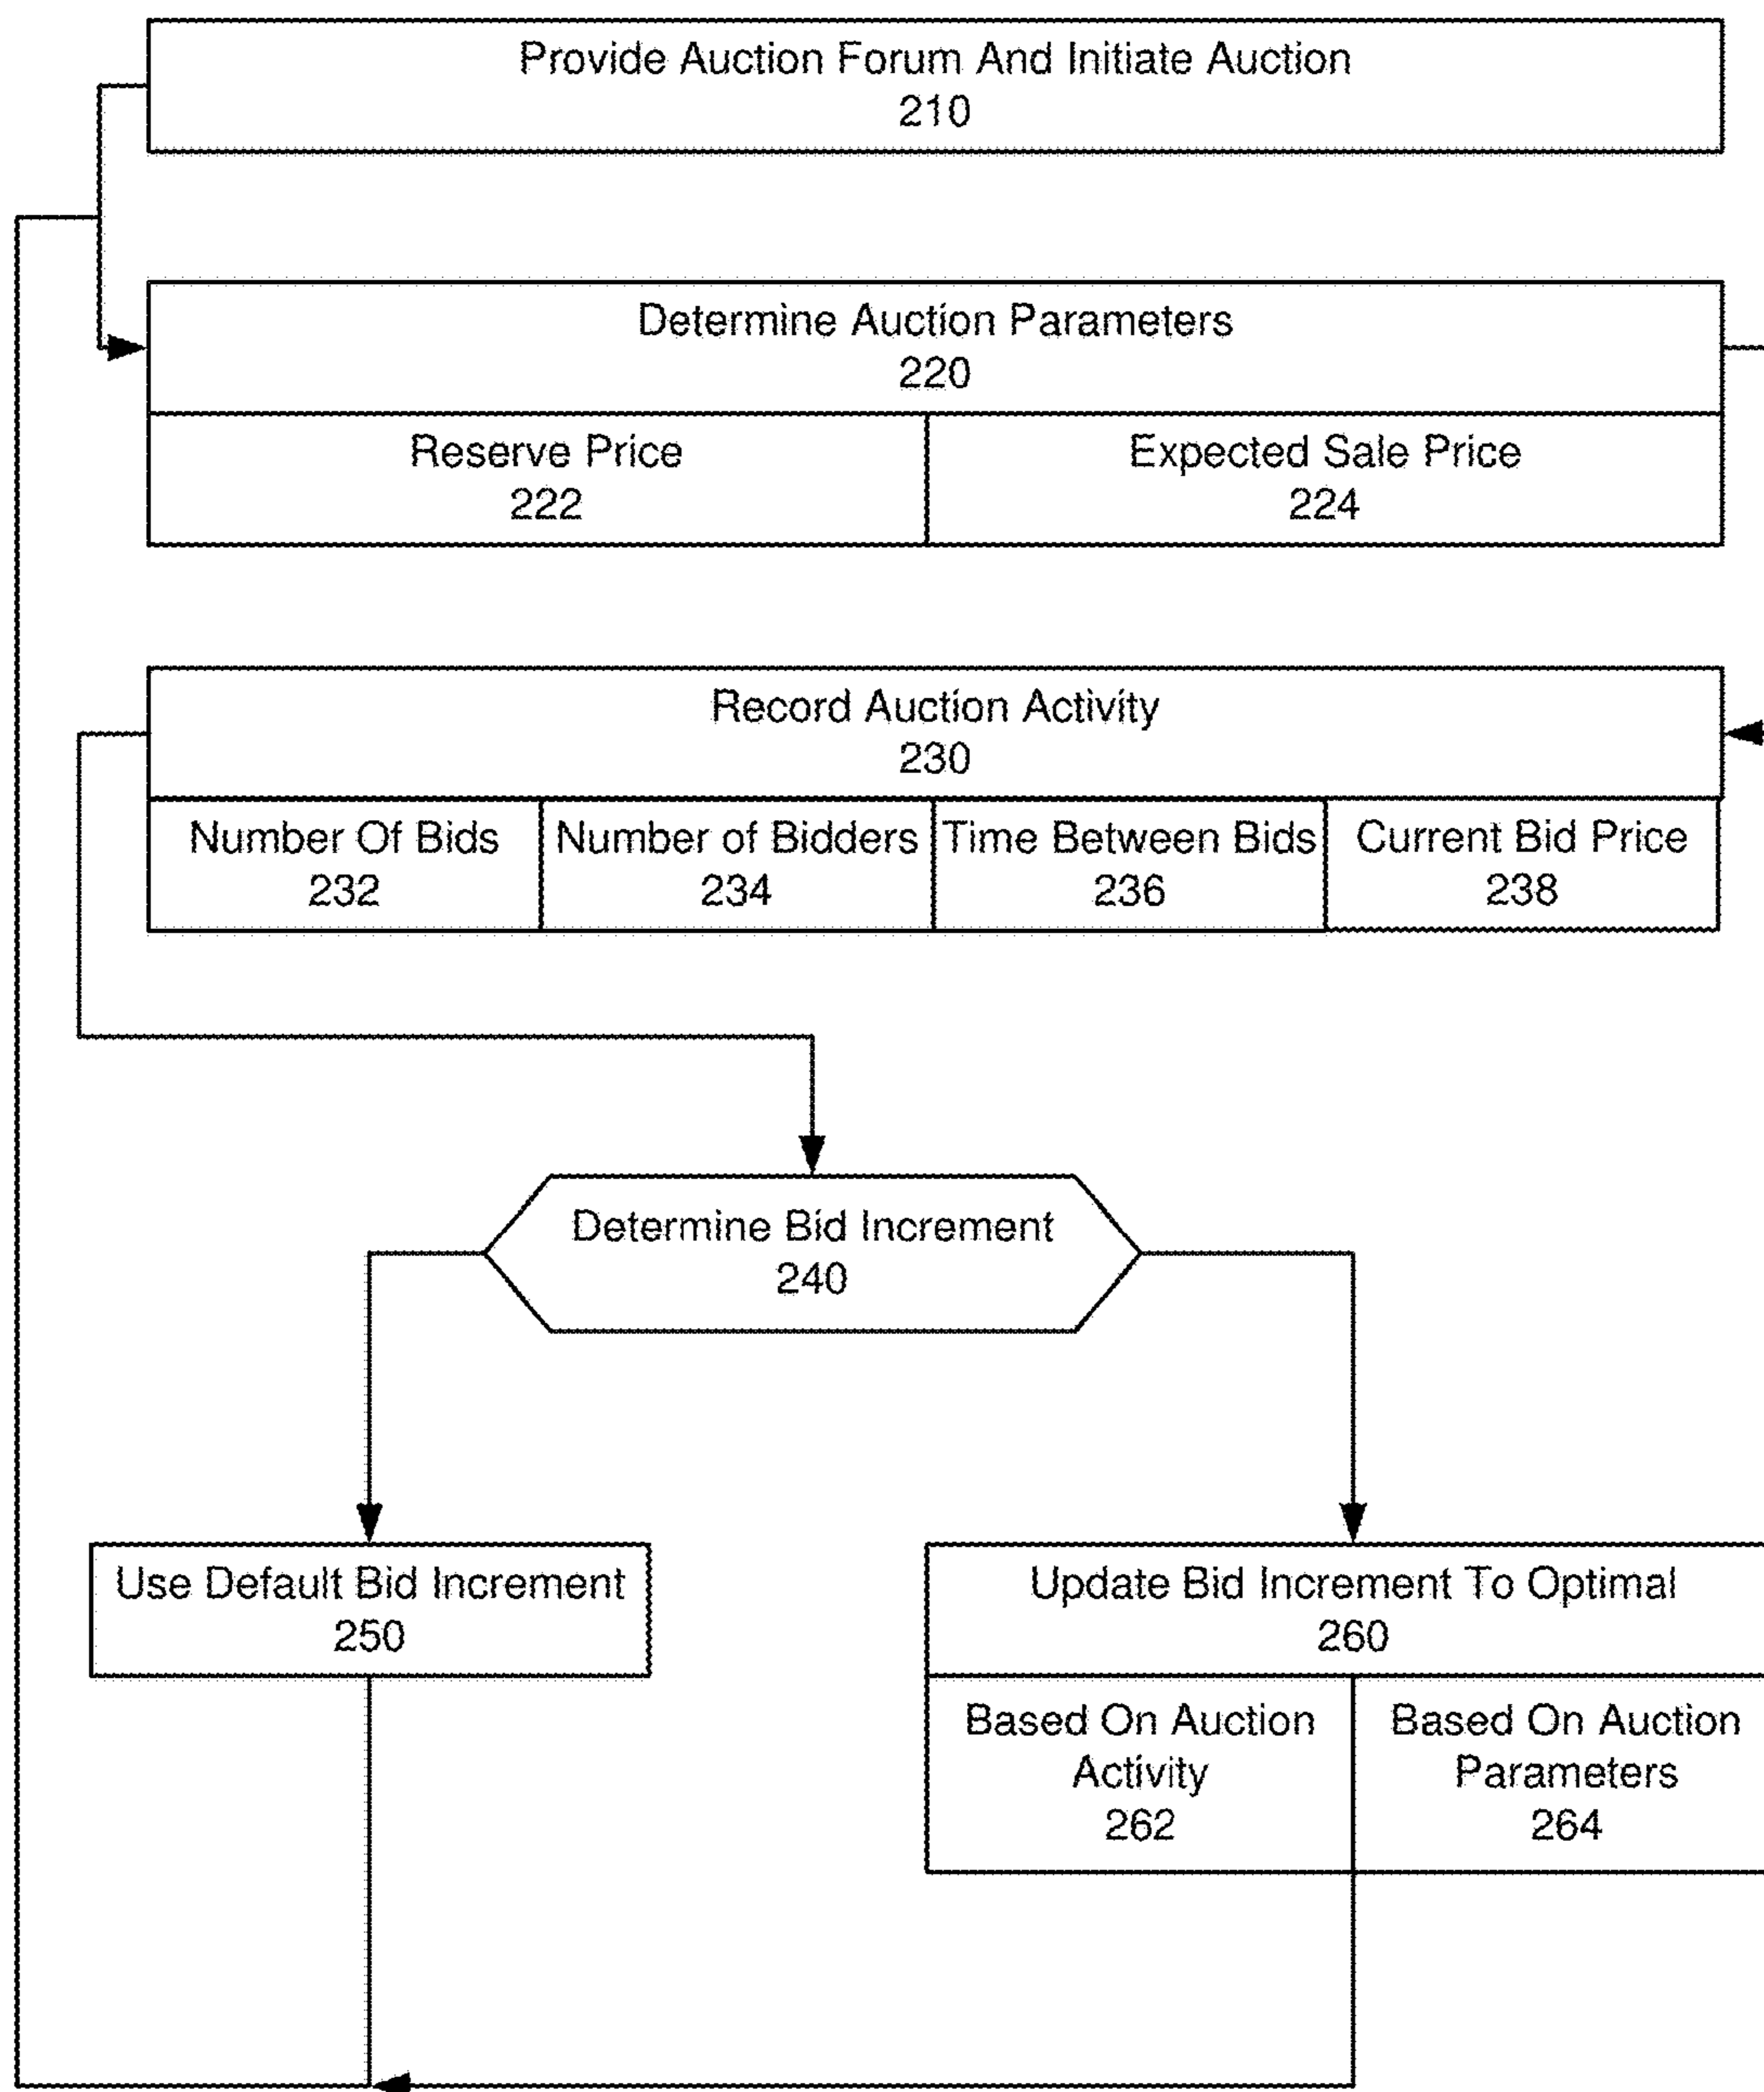 Provide Auction Forum And Initiate Auction
210
Determine Auction Parameters
220
Reserve Price
222
Expected Sale Price
224
Record Auction Activity
230
Number Of Bids
232
Number of Bidders
234
Time Between Bids
236
Current Bid Price
238
Determine Bid Increment
240
Use Default Bid Increment
250
Update Bid Increment To Optimal
260
Based On Auction
Activity
262
Based On Auction
Parameters
264